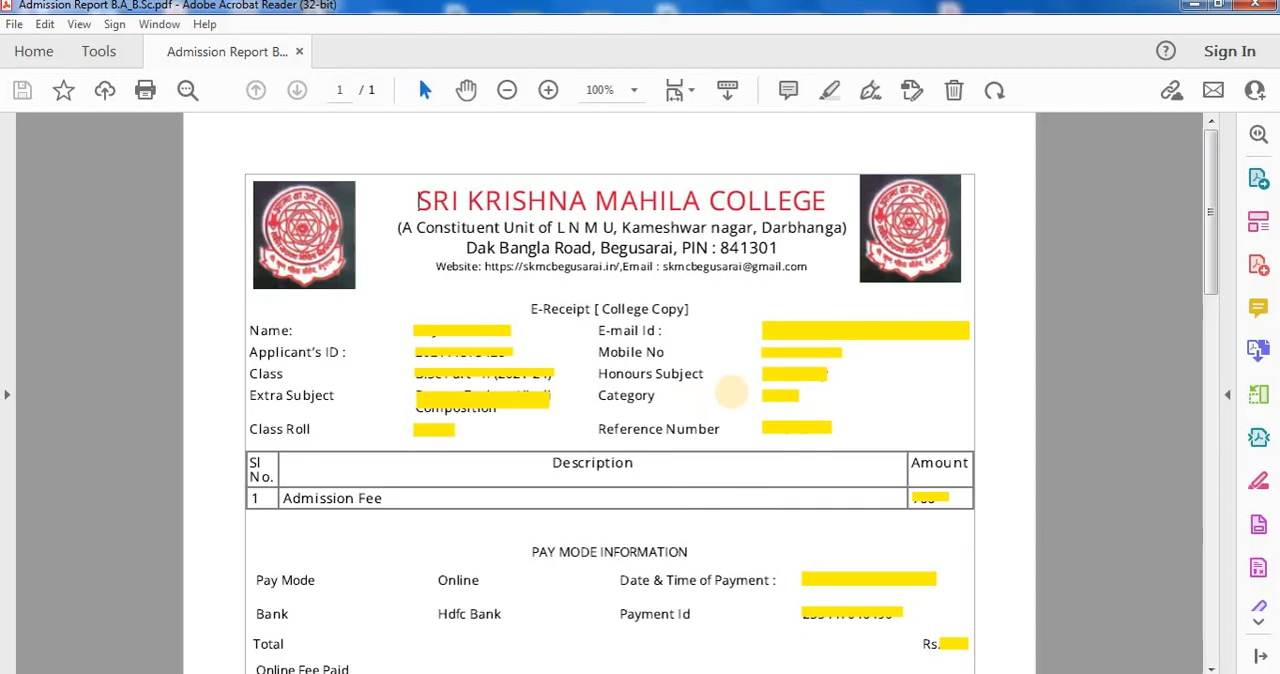 Admission Report B.A_B.Sc.pdf - Adobe Acrobat Reader (32-bit)
File Edit View Sign Window Help
Home Tools Admission Report B... × Sign In
1 / 1 100%
SRI KRISHNA MAHILA COLLEGE
(A Constituent Unit of L N M U, Kameshwar nagar, Darbhanga)
Dak Bangla Road, Begusarai, PIN : 841301
Website: https://skmcbegusarai.in/,Email : skmcbegusarai@gmail.com
E-Receipt [ College Copy]
Name: E-mail Id :
Applicant's ID : Mobile No
Class Honours Subject
Extra Subject Category
Composition
Class Roll Reference Number
Sl No. Description Amount
1 Admission Fee
PAY MODE INFORMATION
Pay Mode Online Date & Time of Payment :
Bank Hdfc Bank Payment Id
Total Rs.
Online Fee Paid